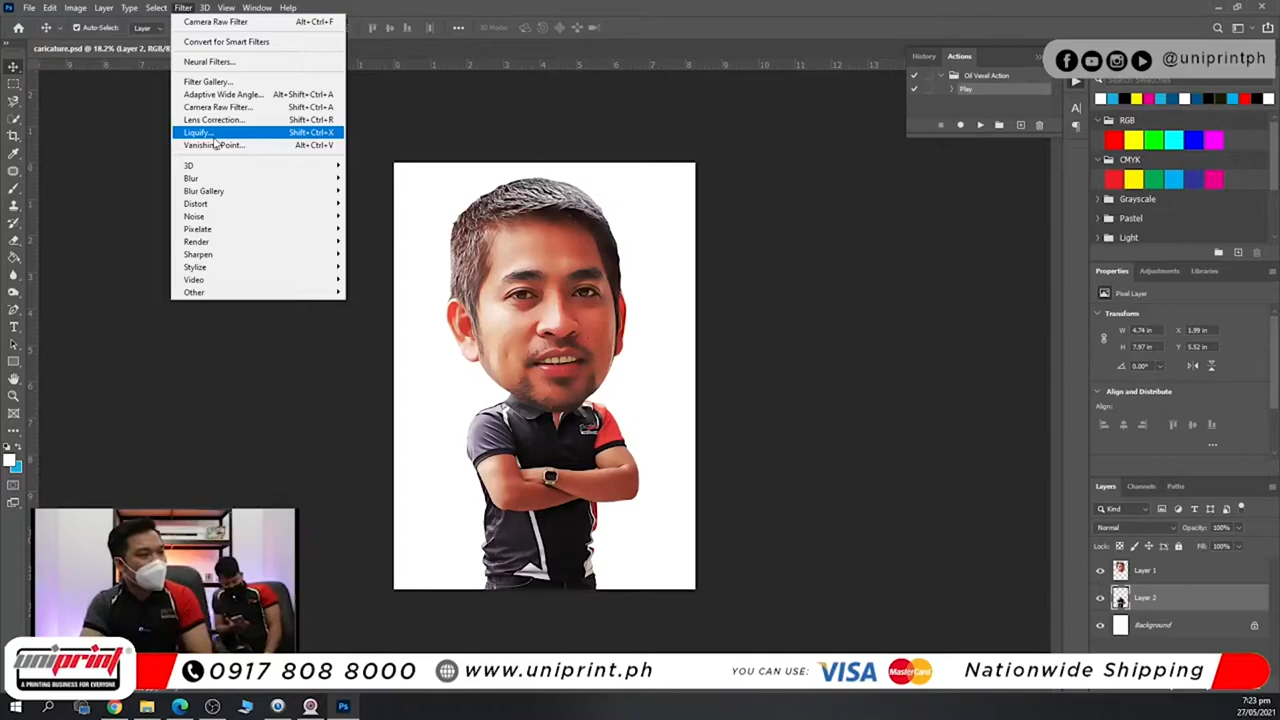 File Edit Image Layer Type Select Filter 3D View Window Help
Auto-Select: Layer
3D Mode:
caricature.psd @ 18.2% (Layer 2, RGB/8
Camera Raw Filter Alt+Ctrl+F
Convert for Smart Filters
Neural Filters...
Filter Gallery...
Adaptive Wide Angle... Alt+Shift+Ctrl+A
Camera Raw Filter... Shift+Ctrl+A
Lens Correction... Shift+Ctrl+R
Liquify... Shift+Ctrl+X
Vanishing Point... Alt+Ctrl+V
3D
Blur
Blur Gallery
Distort
Noise
Pixelate
Render
Sharpen
Stylize
Video
Other
History Actions
Oil Vexel Action
Play
@uniprintph
RGB
CMYK
Grayscale
Pastel
Light
Properties Adjustments Libraries
Pixel Layer
Transform
W 4.74 in X 1.99 in
H 7.97 in Y 5.52 in
0.00°
Align and Distribute
Align:
Layers Channels Paths
Kind
Normal Opacity: 100%
Lock: Fill: 100%
Layer 1
Layer 2
Background
uniprint
A PRINTING BUSINESS FOR EVERYONE
0917 808 8000
www.uniprint.ph
YOU CAN USE: VISA MasterCard
Nationwide Shipping
7:23 pm
27/05/2021